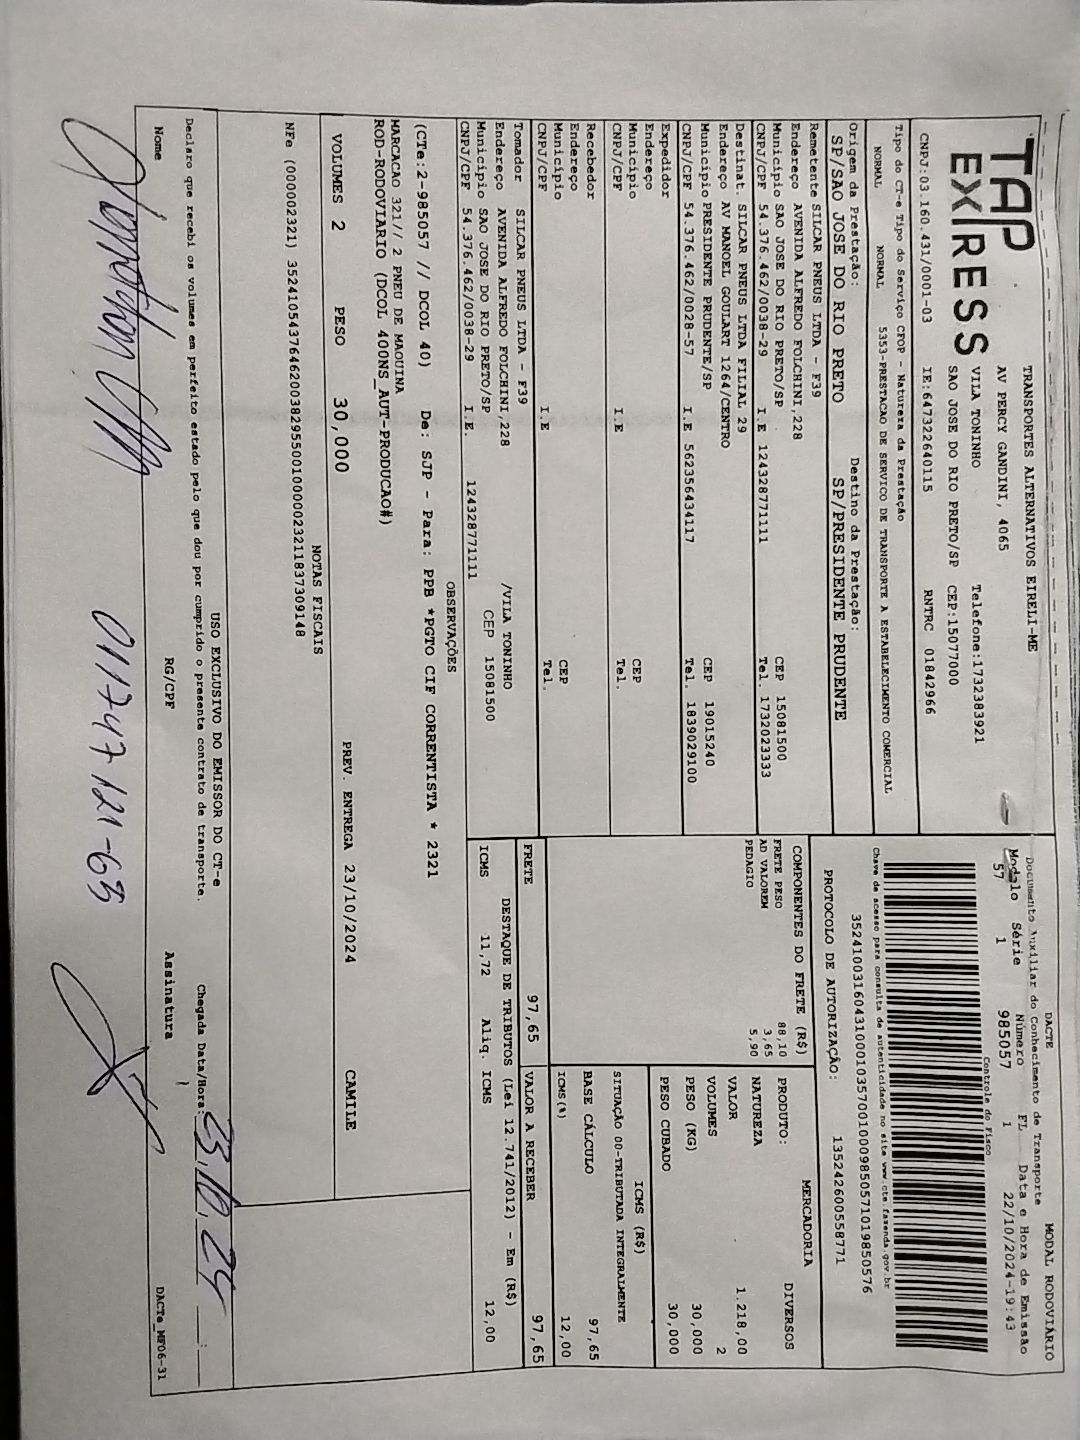 TAP EXPRESS
TRANSPORTES ALTERNATIVOS EIRELI-ME
AV PERCY GANDINI, 4065
VILA TONINHO Telefone:1732383921
SAO JOSE DO RIO PRETO/SP CEP:15077000
CNPJ:03.160.431/0001-03 IE:647322640115 RNTRC 01842966
DACTE MODAL RODOVIÁRIO
Documento Auxiliar do Conhecimento de Transporte
Modelo Série Número FL Data e Hora de Emissão
57 1 985057 1 22/10/2024-19:43
Controle do Fisco
Chave de acesso para consulta de autenticidade no site www.cte.fazenda.gov.br
35241003160431000103570010009850571019850576
PROTOCOLO DE AUTORIZAÇÃO: 135242600558771
Tipo do CT-e Tipo do Serviço CFOP - Natureza da Prestação
NORMAL NORMAL 5353-PRESTACAO DE SERVICO DE TRANSPORTE A ESTABELECIMENTO COMERCIAL
Origem da Prestação: Destino da Prestação:
SP/SAO JOSE DO RIO PRETO SP/PRESIDENTE PRUDENTE
Remetente SILCAR PNEUS LTDA - F39
Endereço AVENIDA ALFREDO FOLCHINI,228
Município SAO JOSE DO RIO PRETO/SP CEP 15081500
CNPJ/CPF 54.376.462/0038-29 I.E 124328771111 Tel. 1732023333
Destinat. SILCAR PNEUS LTDA FILIAL 29
Endereço AV MANOEL GOULART 1264/CENTRO
Município PRESIDENTE PRUDENTE/SP CEP 19015240
CNPJ/CPF 54.376.462/0028-57 I.E 562356434117 Tel. 1839029100
Expedidor
Endereço
Município CEP
CNPJ/CPF I.E Tel.
Recebedor
Endereço
Município CEP
CNPJ/CPF I.E Tel.
Tomador SILCAR PNEUS LTDA - F39
Endereço AVENIDA ALFREDO FOLCHINI,228 /VILA TONINHO
Município SAO JOSE DO RIO PRETO/SP CEP 15081500
CNPJ/CPF 54.376.462/0038-29 I.E. 124328771111
COMPONENTES DO FRETE (R$)
FRETE PESO 88,10
AD VALOREM 3,65
PEDAGIO 5,90
MERCADORIA
PRODUTO: DIVERSOS
NATUREZA
VALOR 1.218,00
VOLUMES 2
PESO (KG) 30,000
PESO CUBADO 30,000
ICMS (R$)
SITUAÇÃO 00-TRIBUTADA INTEGRALMENTE
BASE CÁLCULO 97,65
ICMS(%) 12,00
FRETE 97,65 VALOR A RECEBER 97,65
DESTAQUE DE TRIBUTOS (Lei 12.741/2012) - Em (R$)
ICMS 11,72 Aliq. ICMS 12,00
OBSERVAÇÕES
(CTe:2-985057 // DCOL 40) De: SJP - Para: PPB *PGTO CIF CORRENTISTA * 2321
MARCACAO 321// 2 PNEU DE MAQUINA
ROD-RODOVIARIO (DCOL 400NS_AUT-PRODUCAO#)
VOLUMES 2 PESO 30,000 PREV. ENTREGA 23/10/2024 CAMILE
NOTAS FISCAIS
NFe (000002321) 35241054376462003829550010000023211837309148
USO EXCLUSIVO DO EMISSOR DO CT-e
Declaro que recebi os volumes em perfeito estado pelo que dou por cumprido o presente contrato de transporte. Chegada Data/Hora: 23.10.24 __:__
Nome RG/CPF Assinatura DACTe_MF06-31